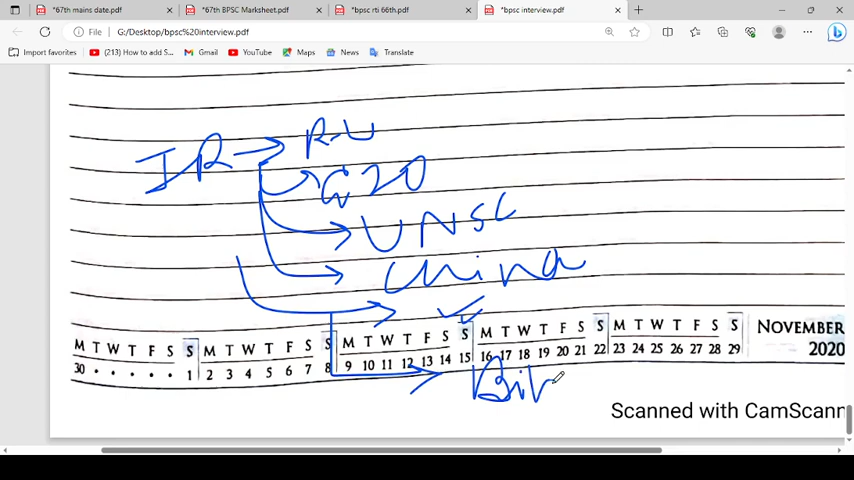 *67th mains date.pdf
*67th BPSC Marksheet.pdf
*bpsc rti 66th.pdf
*bpsc interview.pdf
File
G:/Desktop/bpsc%20interview.pdf
Import favorites
(213) How to add S...
Gmail
YouTube
Maps
News
Translate
IR → R-U
G20
UNSC
China
M T W T F S S M T W T F S S M T W T F S S M T W T F S S M T W T F S S NOVEMBER
30 • • • • • 1 2 3 4 5 6 7 8 9 10 11 12 13 14 15 16 17 18 19 20 21 22 23 24 25 26 27 28 29 2020
Scanned with CamScann